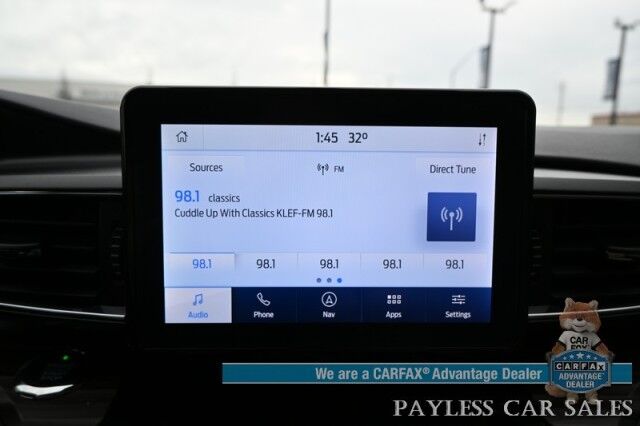 1:45 32°
Sources
FM
Direct Tune
98.1 classics
Cuddle Up With Classics KLEF-FM 98.1
98.1 98.1 98.1 98.1 98.1
Audio Phone Nav Apps Settings
We are a CARFAX® Advantage Dealer
CAR FOX
CARFAX
ADVANTAGE
DEALER
PAYLESS CAR SALES